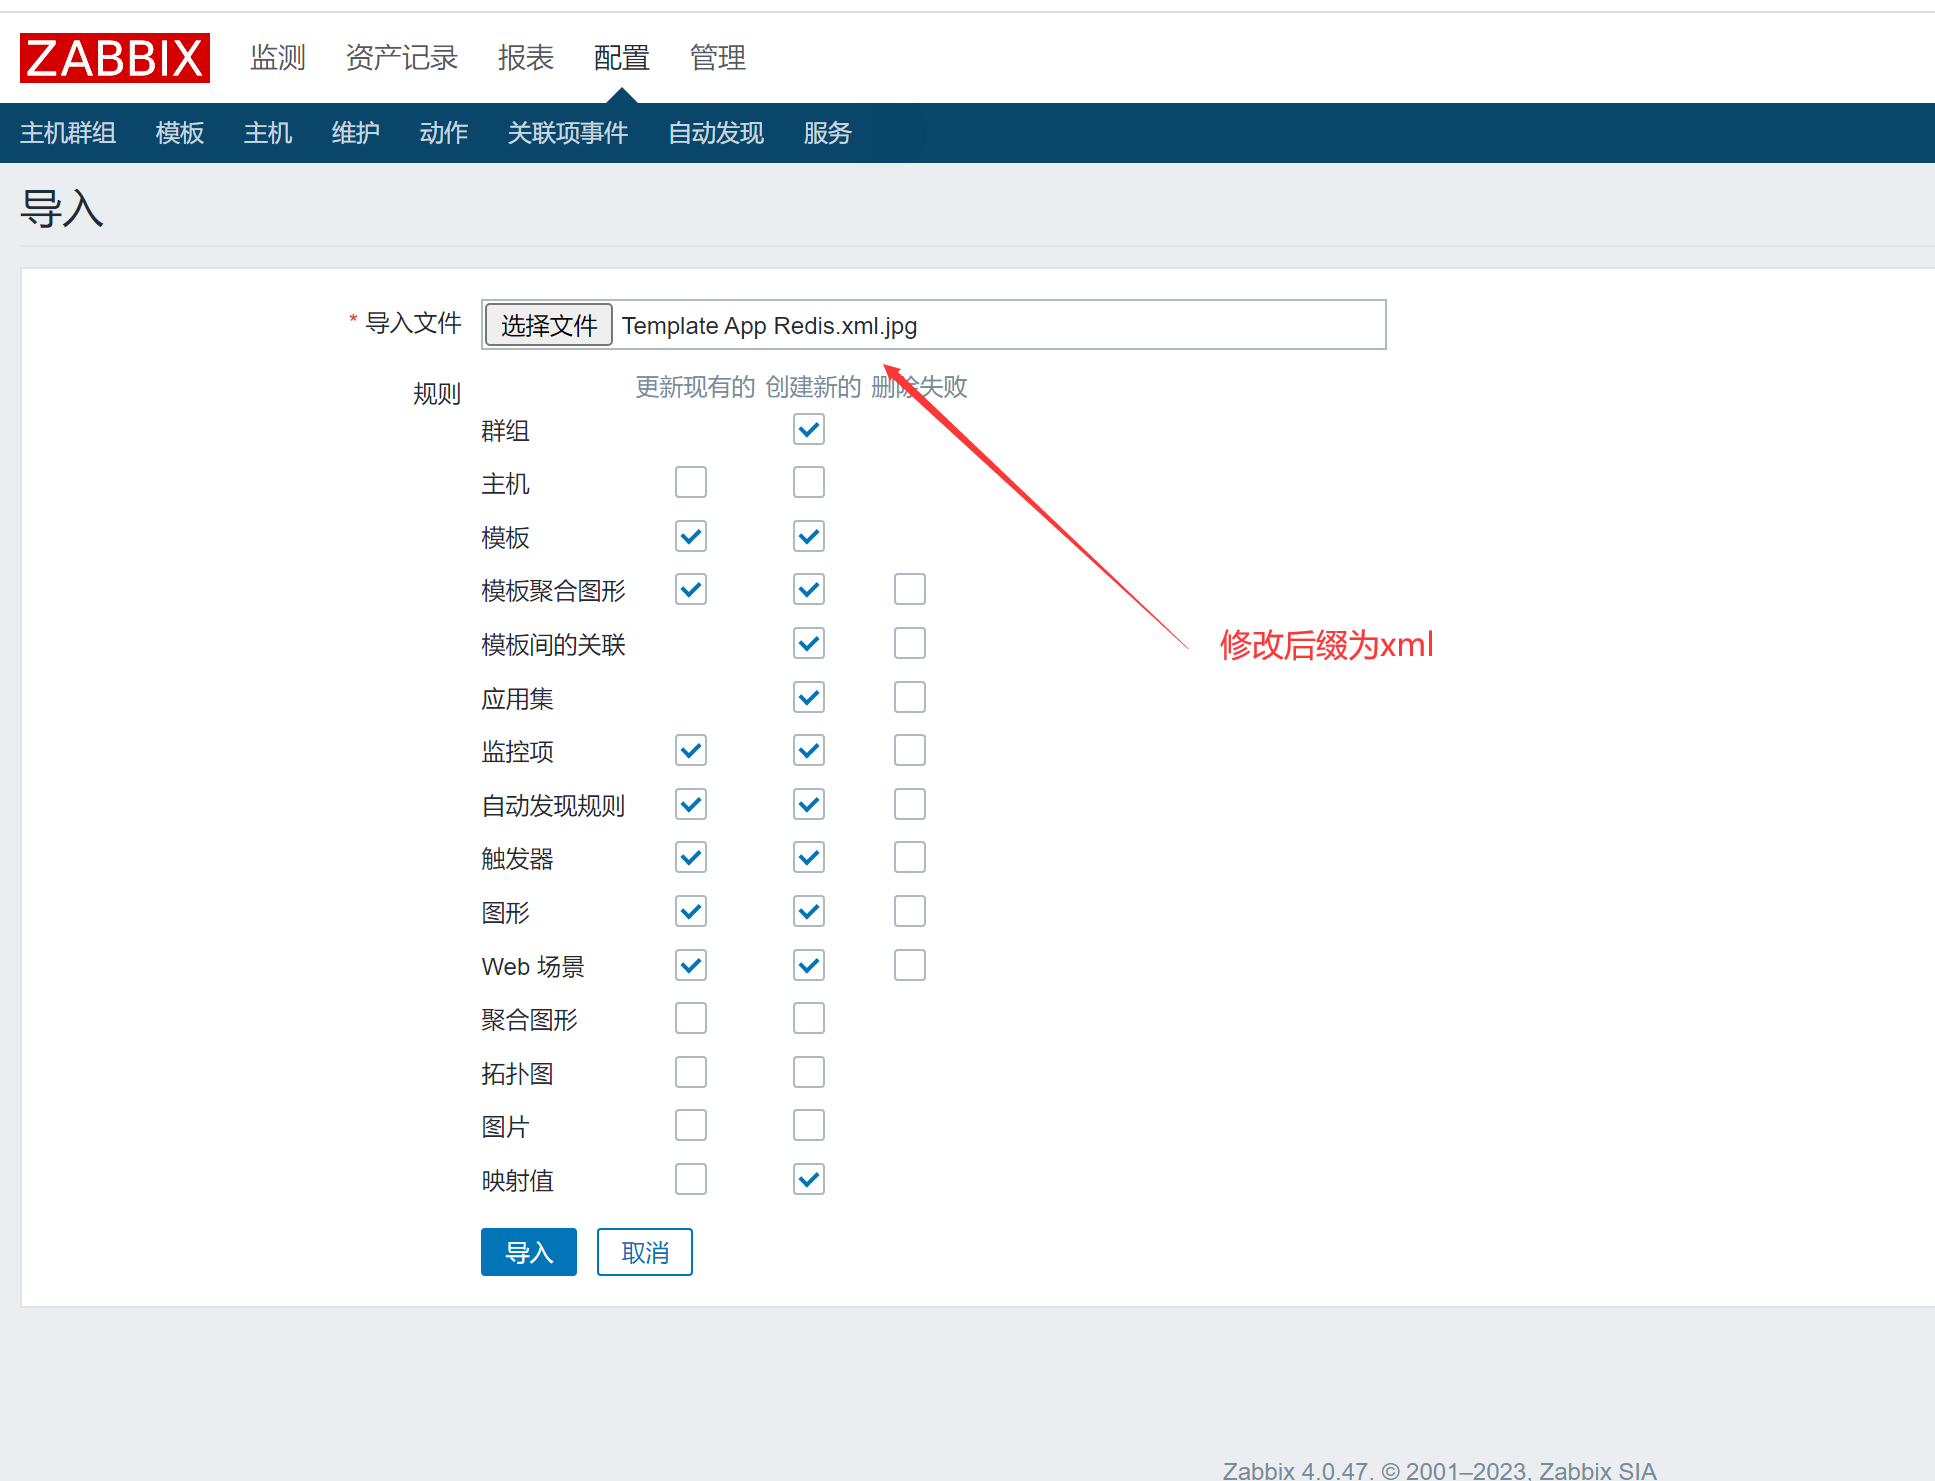 ZABBIX 监测 资产记录 报表 配置 管理
主机群组 模板 主机 维护 动作 关联项事件 自动发现 服务
导入
* 导入文件 选择文件 Template App Redis.xml.jpg
规则 更新现有的 创建新的 删除失败
群组
主机
模板
模板聚合图形
模板间的关联
修改后缀为xml
应用集
监控项
自动发现规则
触发器
图形
Web 场景
聚合图形
拓扑图
图片
映射值
导入 取消
Zabbix 4.0.47. © 2001–2023, Zabbix SIA